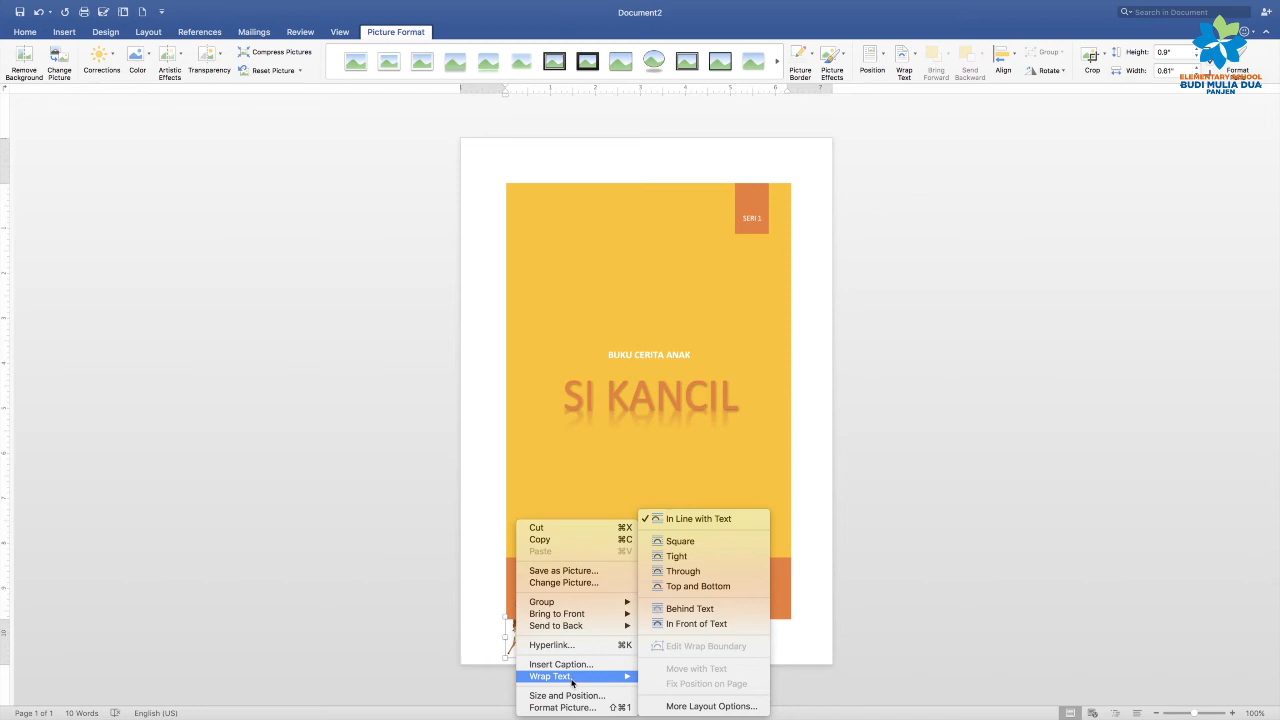 Document2
Search in Document
Home Insert Design Layout References Mailings Review View Picture Format
Remove Background
Change Picture
Corrections
Color
Artistic Effects
Transparency
Compress Pictures
Reset Picture
Picture Border
Picture Effects
Position
Wrap Text
Bring Forward
Send Backward
Align
Group
Rotate
Crop
Height: 0.9"
Width: 0.61"
Format
ELEMENTARY SCHOOL
BUDI MULIA DUA
PANJEN
SERI 1
BUKU CERITA ANAK
SI KANCIL
Cut ⌘X
Copy ⌘C
Paste ⌘V
Save as Picture...
Change Picture...
Group
Bring to Front
Send to Back
Hyperlink... ⌘K
Insert Caption...
Wrap Text
Size and Position...
Format Picture... ⇧⌘1
In Line with Text
Square
Tight
Through
Top and Bottom
Behind Text
In Front of Text
Edit Wrap Boundary
Move with Text
Fix Position on Page
More Layout Options...
Page 1 of 1 10 Words English (US) 100%